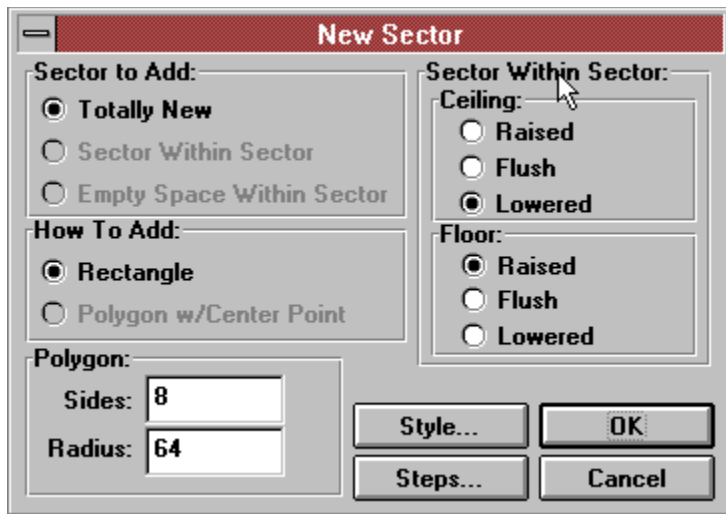 New Sector
Sector to Add:
Totally New
Sector Within Sector
Empty Space Within Sector
How To Add:
Rectangle
Polygon w/Center Point
Polygon:
Sides: 8
Radius: 64
Sector Within Sector:
Ceiling:
Raised
Flush
Lowered
Floor:
Raised
Flush
Lowered
Style... OK
Steps... Cancel